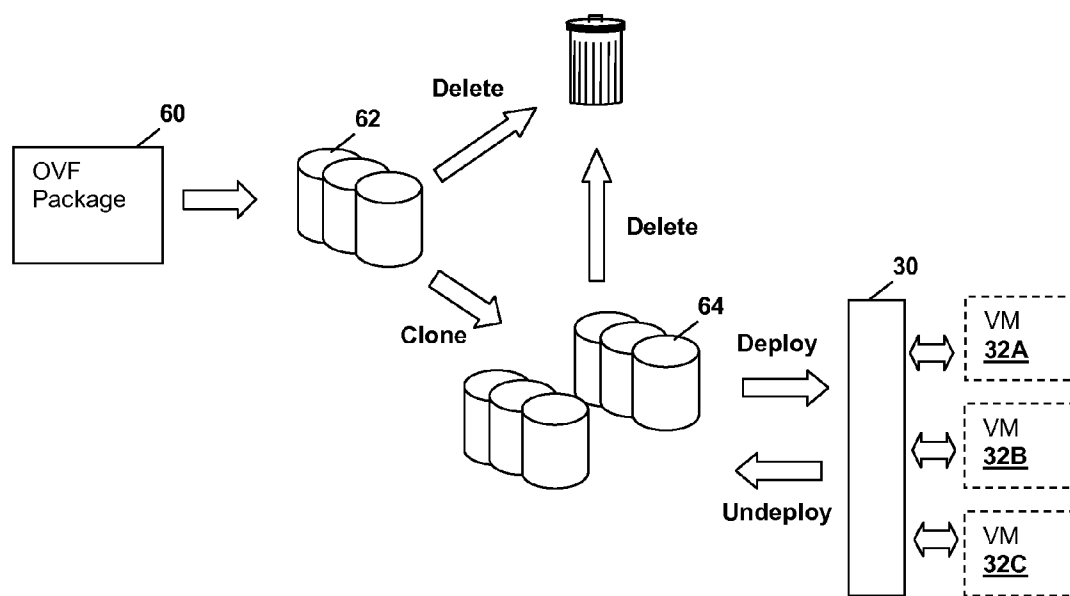 Delete
60
62
OVF
Package
Delete
30
64
Clone
Deploy
VM
32A
VM
32B
Undeploy
VM
32C